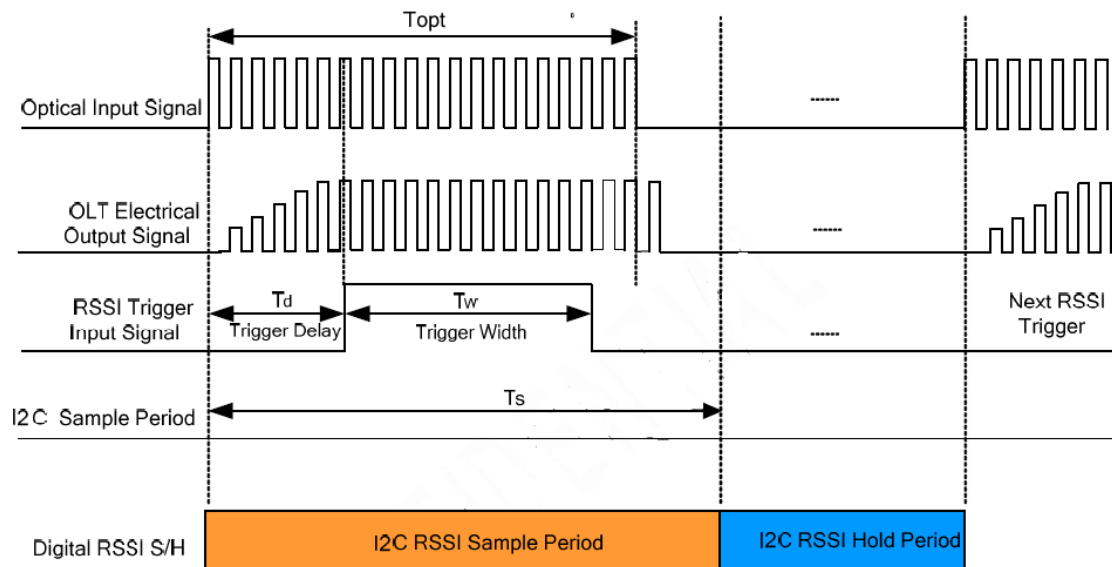 Topt
Optical Input Signal
------
OLT Electrical
Output Signal
------
RSSI Trigger
Input Signal
Td
Trigger Delay
Tw
Trigger Width
------
Next RSSI
Trigger
I2C Sample Period
Ts
Digital RSSI S/H
I2C RSSI Sample Period
I2C RSSI Hold Period